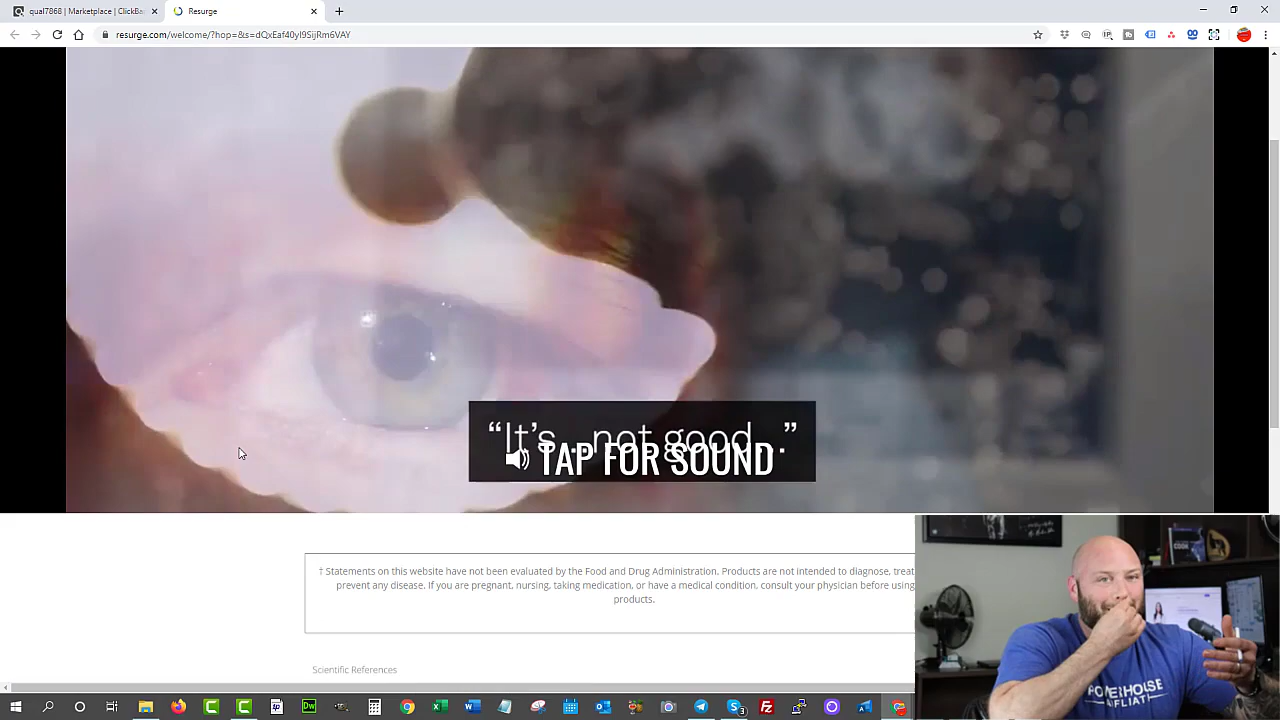 qual7868 | Marketplace | ClickBa
Resurge
resurge.com/welcome/?hop=&s=dQxEaf40yl9SijRm6VAY
“It's...not good...”
TAP FOR SOUND
† Statements on this website have not been evaluated by the Food and Drug Administration. Products are not intended to diagnose, treat
prevent any disease. If you are pregnant, nursing, taking medication, or have a medical condition, consult your physician before using
products.
Scientific References
COOK
POWERHOUSE
AFFILIATE